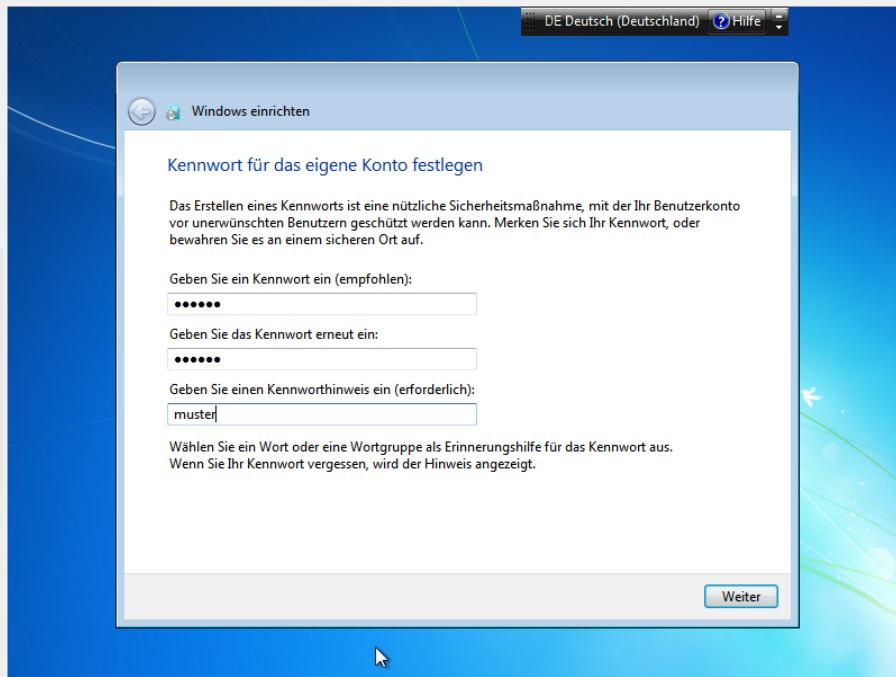 DE Deutsch (Deutschland) ? Hilfe
Windows einrichten
Kennwort für das eigene Konto festlegen
Das Erstellen eines Kennworts ist eine nützliche Sicherheitsmaßnahme, mit der Ihr Benutzerkonto
vor unerwünschten Benutzern geschützt werden kann. Merken Sie sich Ihr Kennwort, oder
bewahren Sie es an einem sicheren Ort auf.
Geben Sie ein Kennwort ein (empfohlen):
●●●●●●
Geben Sie das Kennwort erneut ein:
●●●●●●
Geben Sie einen Kennworthinweis ein (erforderlich):
muster
Wählen Sie ein Wort oder eine Wortgruppe als Erinnerungshilfe für das Kennwort aus.
Wenn Sie Ihr Kennwort vergessen, wird der Hinweis angezeigt.
Weiter